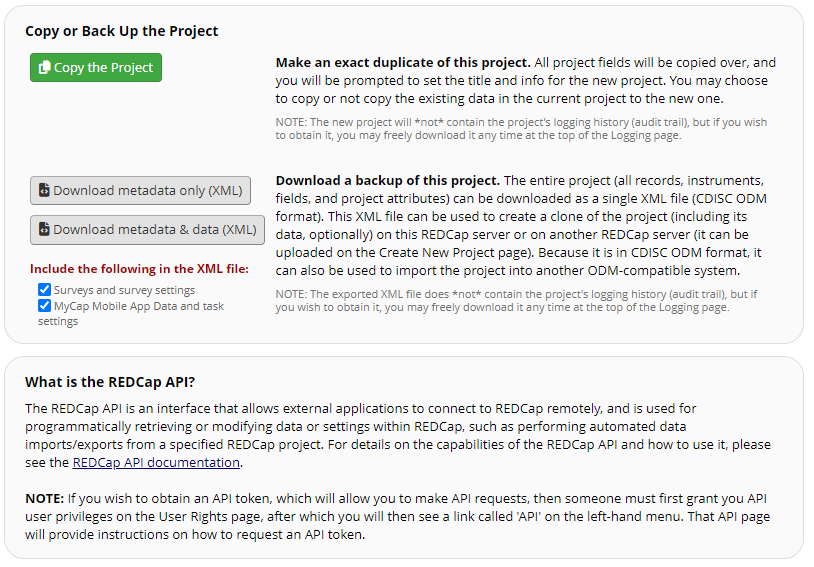 Copy or Back Up the Project
Copy the Project
Make an exact duplicate of this project. All project fields will be copied over, and
you will be prompted to set the title and info for the new project. You may choose
to copy or not copy the existing data in the current project to the new one.
NOTE: The new project will *not* contain the project's logging history (audit trail), but if you wish
to obtain it, you may freely download it any time at the top of the Logging page.
Download metadata only (XML)
Download metadata & data (XML)
Include the following in the XML file:
Surveys and survey settings
MyCap Mobile App Data and task
settings
Download a backup of this project. The entire project (all records, instruments,
fields, and project attributes) can be downloaded as a single XML file (CDISC ODM
format). This XML file can be used to create a clone of the project (including its
data, optionally) on this REDCap server or on another REDCap server (it can be
uploaded on the Create New Project page). Because it is in CDISC ODM format, it
can also be used to import the project into another ODM-compatible system.
NOTE: The exported XML file does *not* contain the project's logging history (audit trail), but if
you wish to obtain it, you may freely download it any time at the top of the Logging page.
What is the REDCap API?
The REDCap API is an interface that allows external applications to connect to REDCap remotely, and is used for
programmatically retrieving or modifying data or settings within REDCap, such as performing automated data
imports/exports from a specified REDCap project. For details on the capabilities of the REDCap API and how to use it, please
see the REDCap API documentation.
NOTE: If you wish to obtain an API token, which will allow you to make API requests, then someone must first grant you API
user privileges on the User Rights page, after which you will then see a link called 'API' on the left-hand menu. That API page
will provide instructions on how to request an API token.